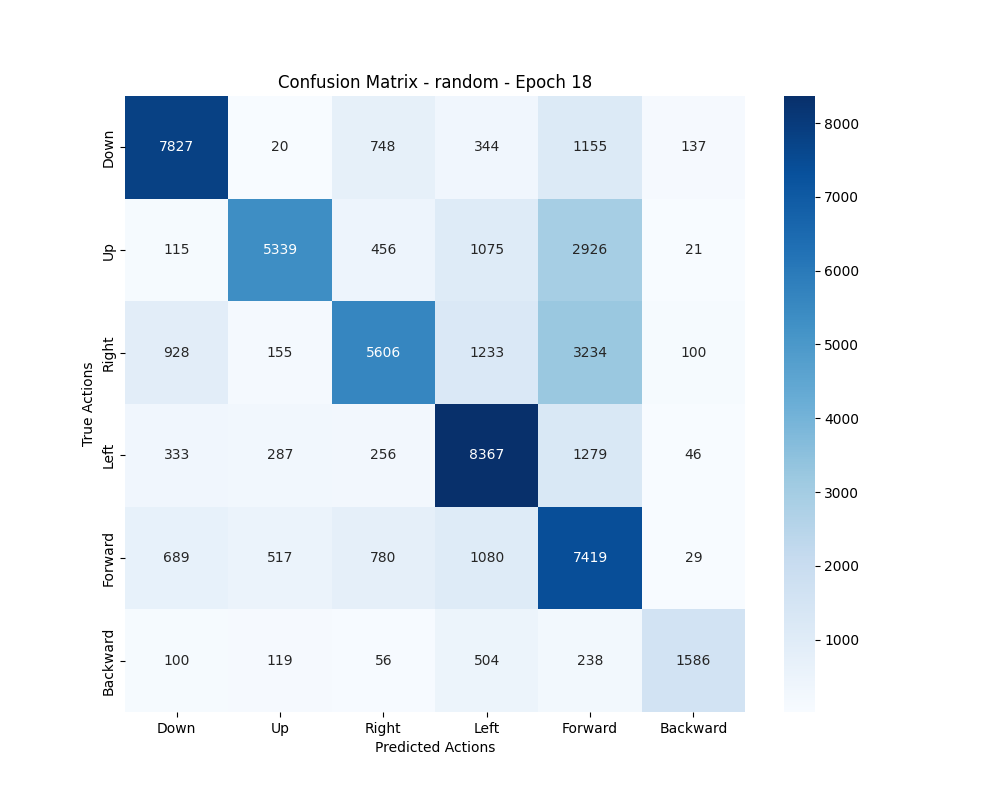 Confusion Matrix - random - Epoch 18
True Actions
Down 7827 20 748 344 1155 137
Up 115 5339 456 1075 2926 21
Right 928 155 5606 1233 3234 100
Left 333 287 256 8367 1279 46
Forward 689 517 780 1080 7419 29
Backward 100 119 56 504 238 1586
Down Up Right Left Forward Backward
Predicted Actions
8000
7000
6000
5000
4000
3000
2000
1000